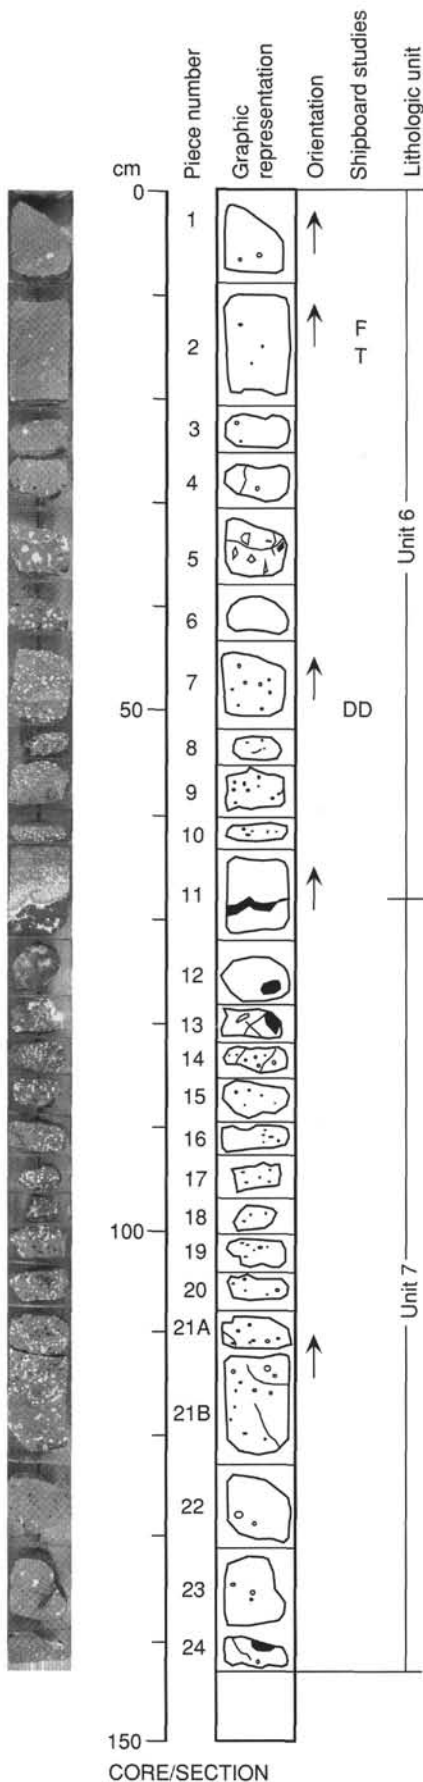 cm
Piece number
Graphic
representation
Orientation
Shipboard studies
Lithologic unit
0
1
2
F
T
3
4
5
Unit 6
6
7
50
DD
8
9
10
11
12
13
14
15
16
17
18
100
19
20
Unit 7
21A
21B
22
23
24
150
CORE/SECTION